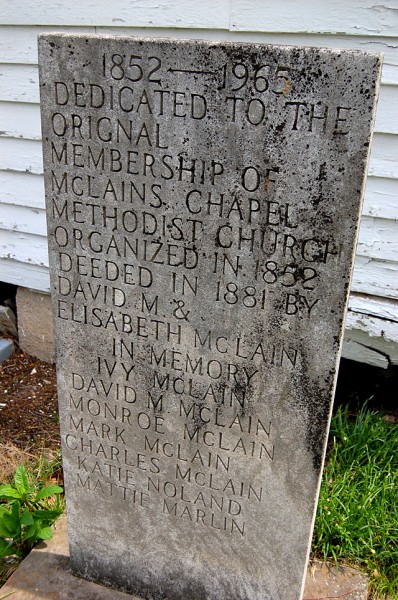 1852 — 1965
DEDICATED TO THE
ORIGNAL
MEMBERSHIP OF
MCLAINS CHAPEL
METHODIST CHURCH
ORGANIZED IN 1852
DEEDED IN 1881 BY
DAVID M. &
ELISABETH MCLAIN
IN MEMORY
IVY MCLAIN
DAVID M MCLAIN
MONROE MCLAIN
MARK MCLAIN
CHARLES MCLAIN
KATIE NOLAND
MATTIE MARLIN